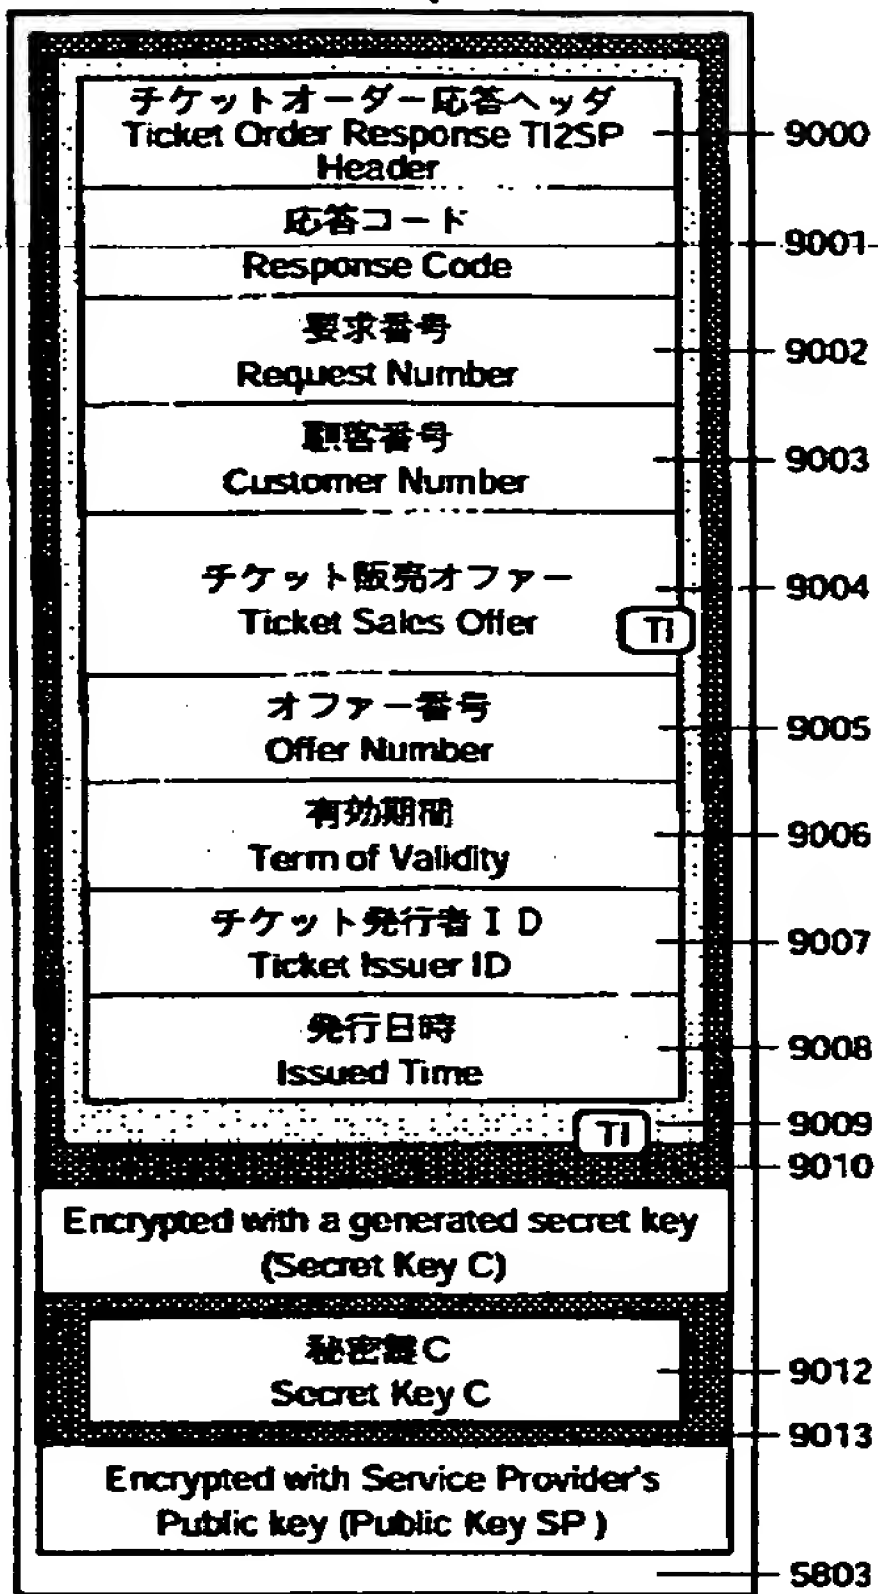 チケットオーダー応答ヘッダ
Ticket Order Response TI2SP
Header
9000
応答コード
9001
Response Code
要求番号
9002
Request Number
顧客番号
9003
Customer Number
チケット販売オファー
9004
Ticket Sales Offer
TI
オファー番号
9005
Offer Number
有効期間
9006
Term of Validity
チケット発行者ID
9007
Ticket Issuer ID
発行日時
9008
Issued Time
TI
9009
9010
Encrypted with a generated secret key
(Secret Key C)
秘密鍵C
9012
Secret Key C
9013
Encrypted with Service Provider's
Public key (Public Key SP)
5803